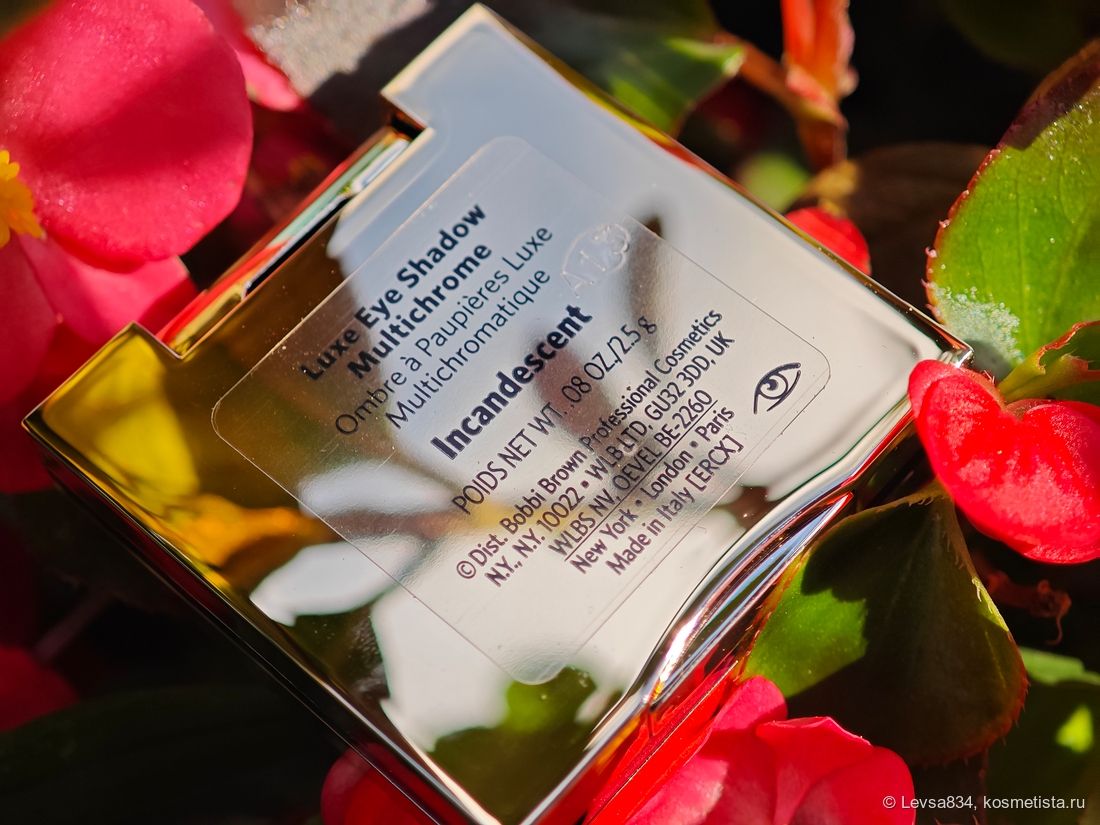 Luxe Eye Shadow
Multichrome
Ombre à Paupières Luxe
Multichromatique
A123
Incandescent
POIDS NET WT. 08 OZ./2.5 g
©Dist. Bobbi Brown Professional Cosmetics
N.Y., N.Y. 10022 • WLB LTD, GU32 3DD, UK
WLBS NV, OEVEL BE-2260
New York • London • Paris
Made in Italy [ERCX]
© Levsa834, kosmetista.ru